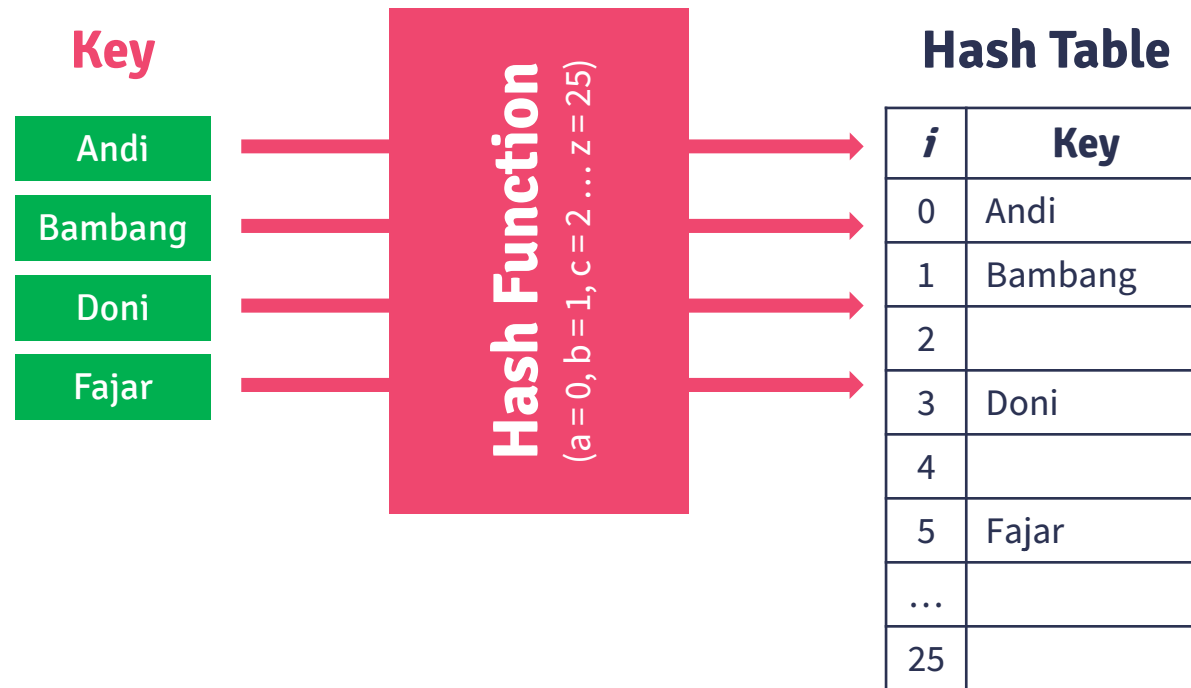 Key
Andi
Bambang
Doni
Fajar
Hash Function
(a = 0, b = 1, c = 2 … z = 25)
Hash Table
i Key
0 Andi
1 Bambang
2
3 Doni
4
5 Fajar
…
25